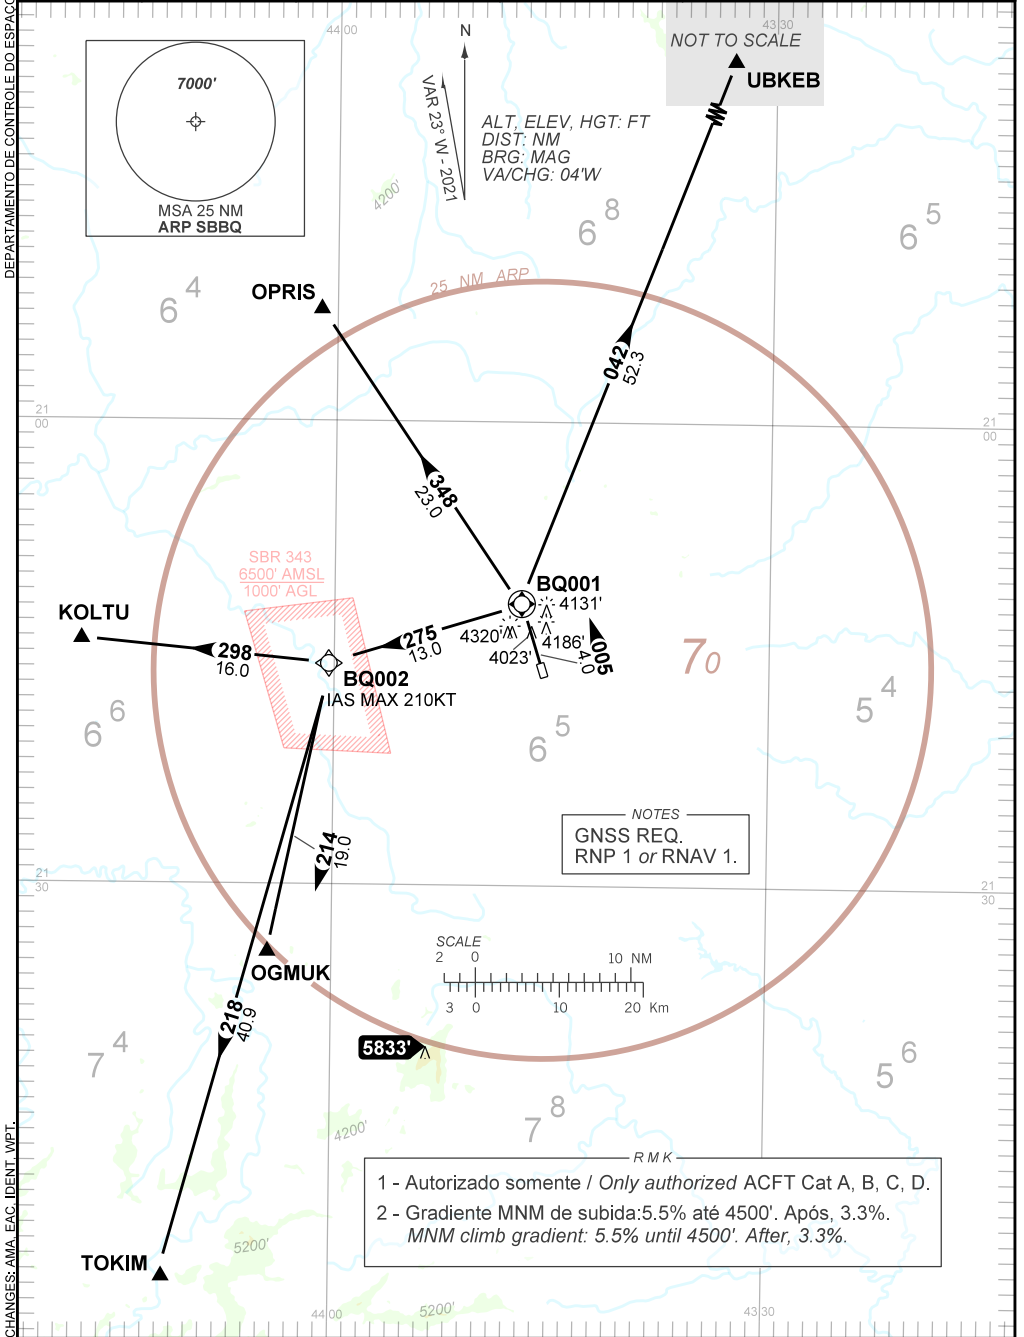 DEPARTAMENTO DE CONTROLE DO ESPAÇO
44 00
43 30
N
NOT TO SCALE
UBKEB
7000'
MSA 25 NM
ARP SBBQ
VAR 23° W - 2021
ALT, ELEV, HGT: FT
DIST: NM
BRG: MAG
VA/CHG: 04'W
4200'
6 8
6 5
6 4
25 NM ARP
OPRIS
042
52.3
21 00
21 00
348
23.0
SBR 343
6500' AMSL
1000' AGL
BQ001
4131'
KOLTU
275
13.0
4320'
4186'
4023'
005
4.0
298
16.0
BQ002
IAS MAX 210KT
70
6 6
5 4
6 5
NOTES
GNSS REQ.
RNP 1 or RNAV 1.
214
19.0
21 30
21 30
SCALE
2 0 10 NM
3 0 10 20 Km
OGMUK
218
40.9
5833'
7 4
5 6
7 8
4200'
RMK
1 - Autorizado somente / Only authorized ACFT Cat A, B, C, D.
2 - Gradiente MNM de subida:5.5% até 4500'. Após, 3.3%.
MNM climb gradient: 5.5% until 4500'. After, 3.3%.
5200'
TOKIM
5200'
44 00
43 30
CHANGES: AMA, EAC, IDENT. WPT.